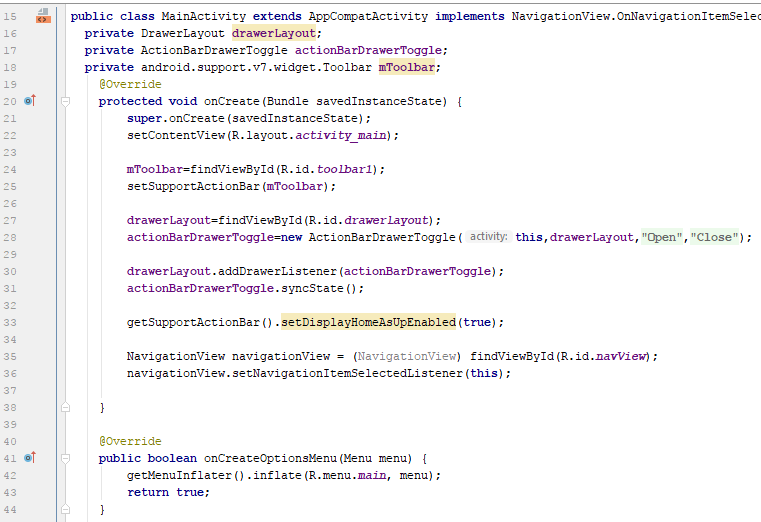 15 public class MainActivity extends AppCompatActivity implements NavigationView.OnNavigationItemSelec
16 private DrawerLayout drawerLayout;
17 private ActionBarDrawerToggle actionBarDrawerToggle;
18 private android.support.v7.widget.Toolbar mToolbar;
19 @Override
20 protected void onCreate(Bundle savedInstanceState) {
21 super.onCreate(savedInstanceState);
22 setContentView(R.layout.activity_main);
23
24 mToolbar=findViewById(R.id.toolbar1);
25 setSupportActionBar(mToolbar);
26
27 drawerLayout=findViewById(R.id.drawerLayout);
28 actionBarDrawerToggle=new ActionBarDrawerToggle( activity: this,drawerLayout,"Open","Close");
29
30 drawerLayout.addDrawerListener(actionBarDrawerToggle);
31 actionBarDrawerToggle.syncState();
32
33 getSupportActionBar().setDisplayHomeAsUpEnabled(true);
34
35 NavigationView navigationView = (NavigationView) findViewById(R.id.navView);
36 navigationView.setNavigationItemSelectedListener(this);
37
38 }
39
40 @Override
41 public boolean onCreateOptionsMenu(Menu menu) {
42 getMenuInflater().inflate(R.menu.main, menu);
43 return true;
44 }